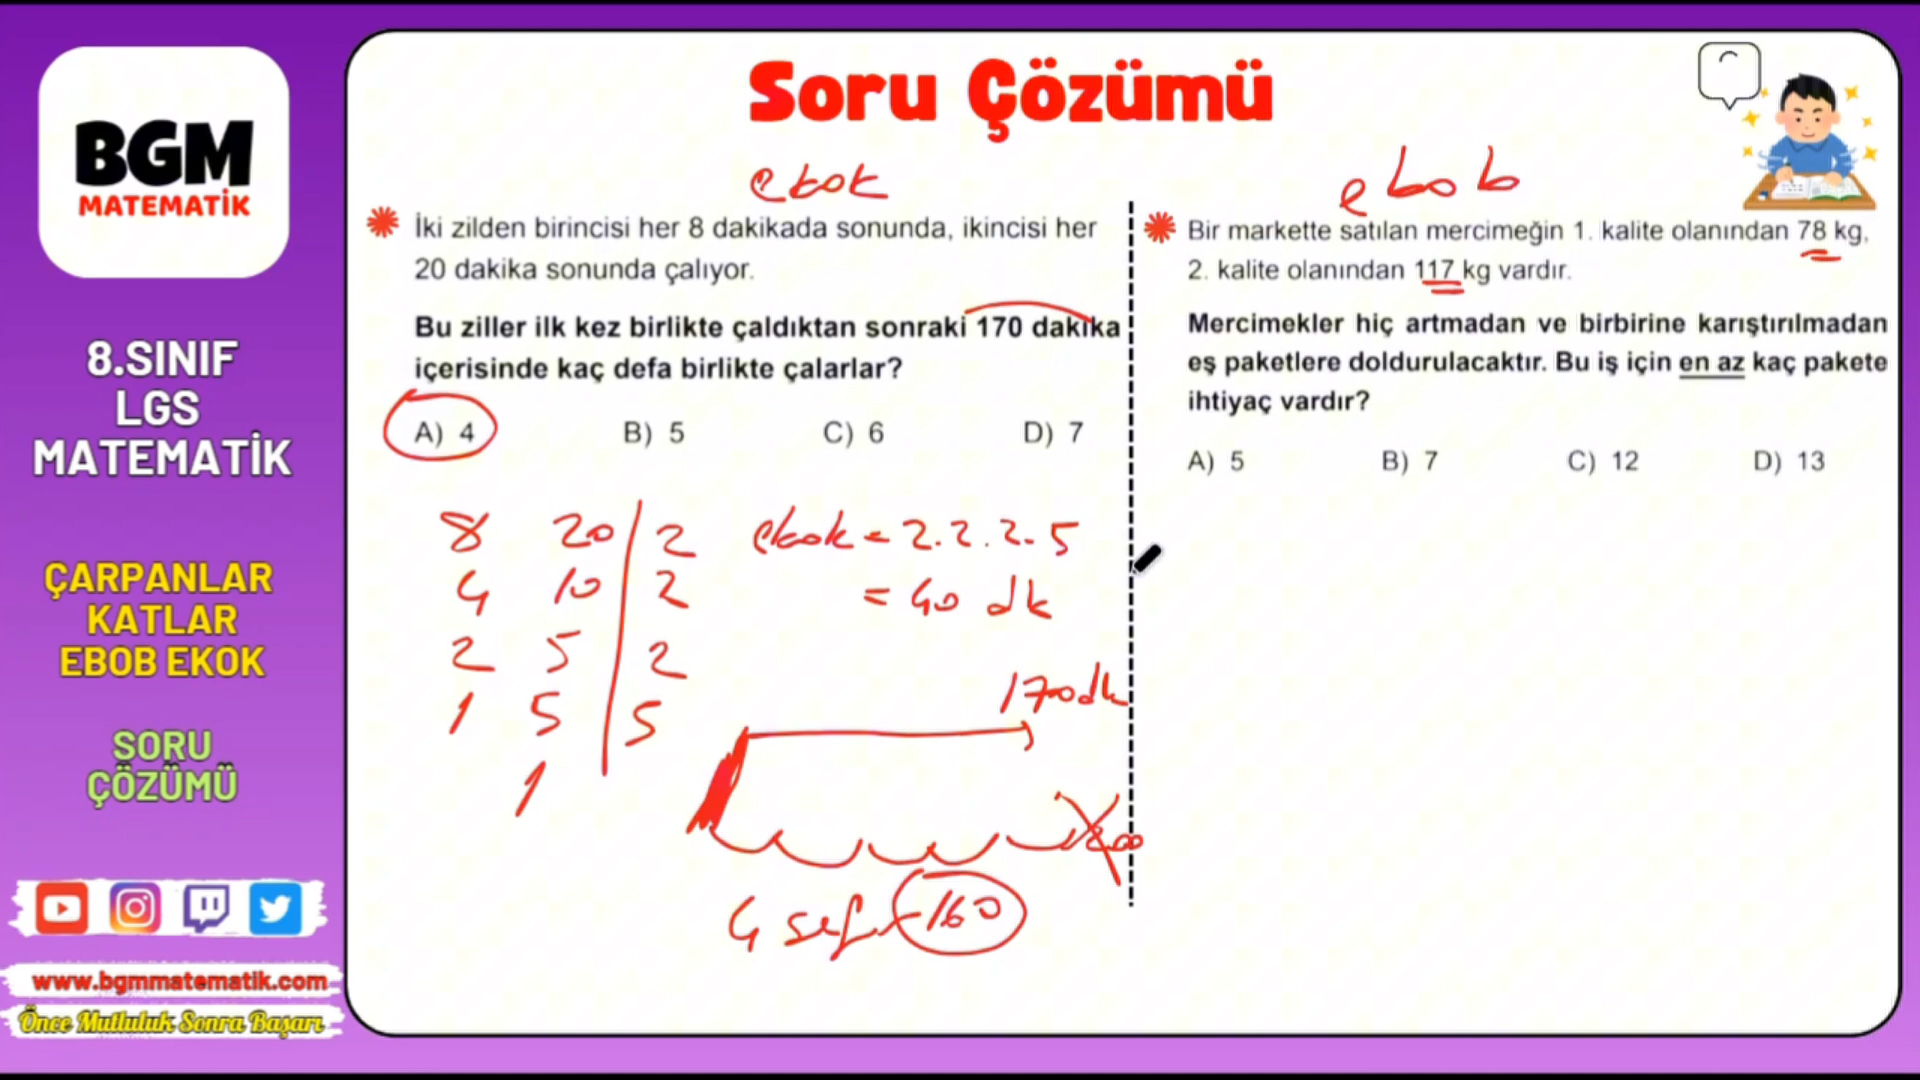 BGM
MATEMATİK
8.SINIF
LGS
MATEMATİK
ÇARPANLAR
KATLAR
EBOB EKOK
SORU
ÇÖZÜMÜ
www.bgmmatematik.com
Önce Mutluluk Sonra Başarı
Soru Çözümü
ekok
İki zilden birincisi her 8 dakikada sonunda, ikincisi her
20 dakika sonunda çalıyor.
Bu ziller ilk kez birlikte çaldıktan sonraki 170 dakika
içerisinde kaç defa birlikte çalarlar?
A) 4 B) 5 C) 6 D) 7
8 20 2
4 10 2
2 5 2
1 5 5
1
ekok = 2.2.2.5
= 40 dk
170dk
200
4 sefer
160
ebob
Bir markette satılan mercimeğin 1. kalite olanından 78 kg,
2. kalite olanından 117 kg vardır.
Mercimekler hiç artmadan ve birbirine karıştırılmadan
eş paketlere doldurulacaktır. Bu iş için en az kaç pakete
ihtiyaç vardır?
A) 5 B) 7 C) 12 D) 13